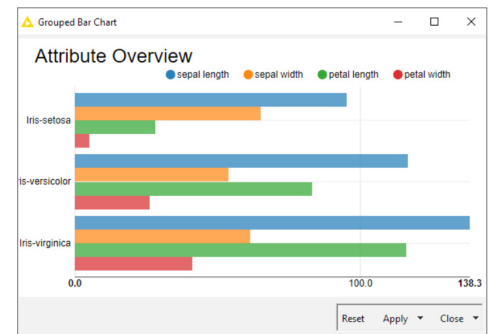 Grouped Bar Chart
Attribute Overview
sepal length sepal width petal length petal width
Iris-setosa
is-versicolor
Iris-virginica
0.0 100.0 138.3
Reset Apply Close